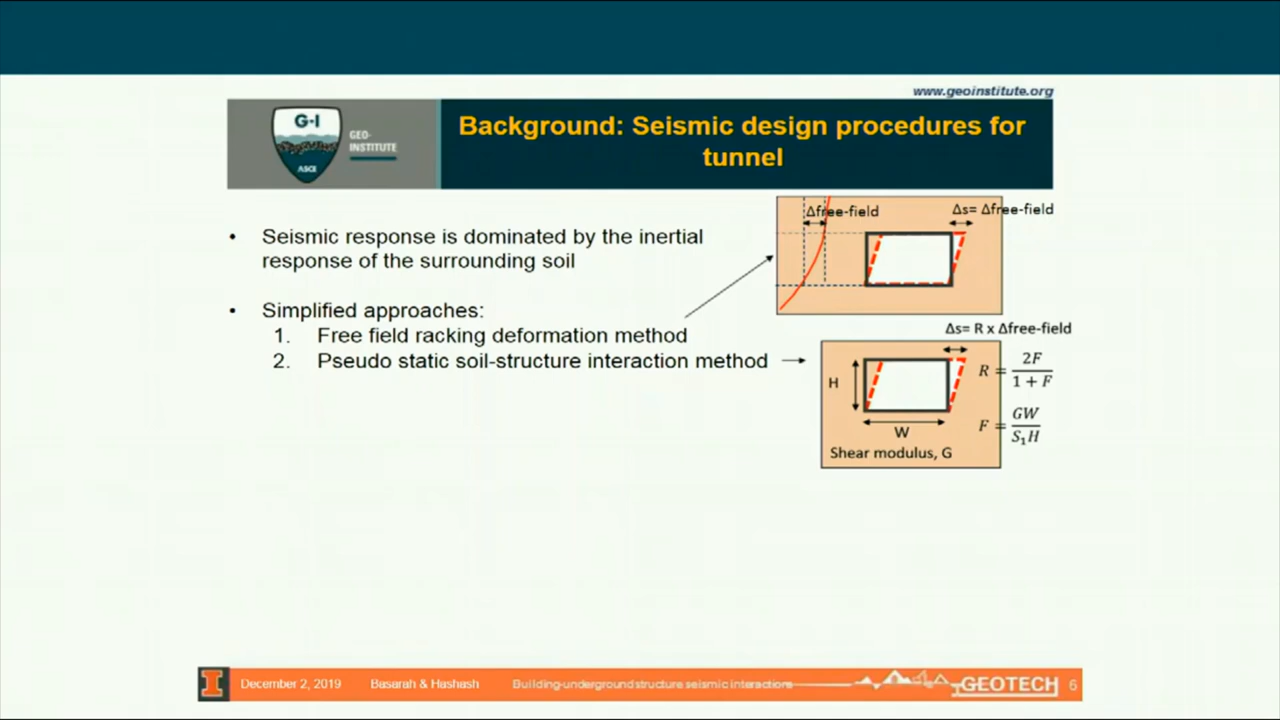 www.geoinstitute.org
G-I
ASCE
GEO-
INSTITUTE
Background: Seismic design procedures for
tunnel
• Seismic response is dominated by the inertial
response of the surrounding soil
• Simplified approaches:
1. Free field racking deformation method
2. Pseudo static soil-structure interaction method
Δfree-field
Δs= Δfree-field
Δs= R x Δfree-field
H
W
Shear modulus, G
R = 2F / 1 + F
F = GW / S₁H
I
December 2, 2019
Basarah & Hashash
Building-underground structure seismic interactions
GEOTECH
6